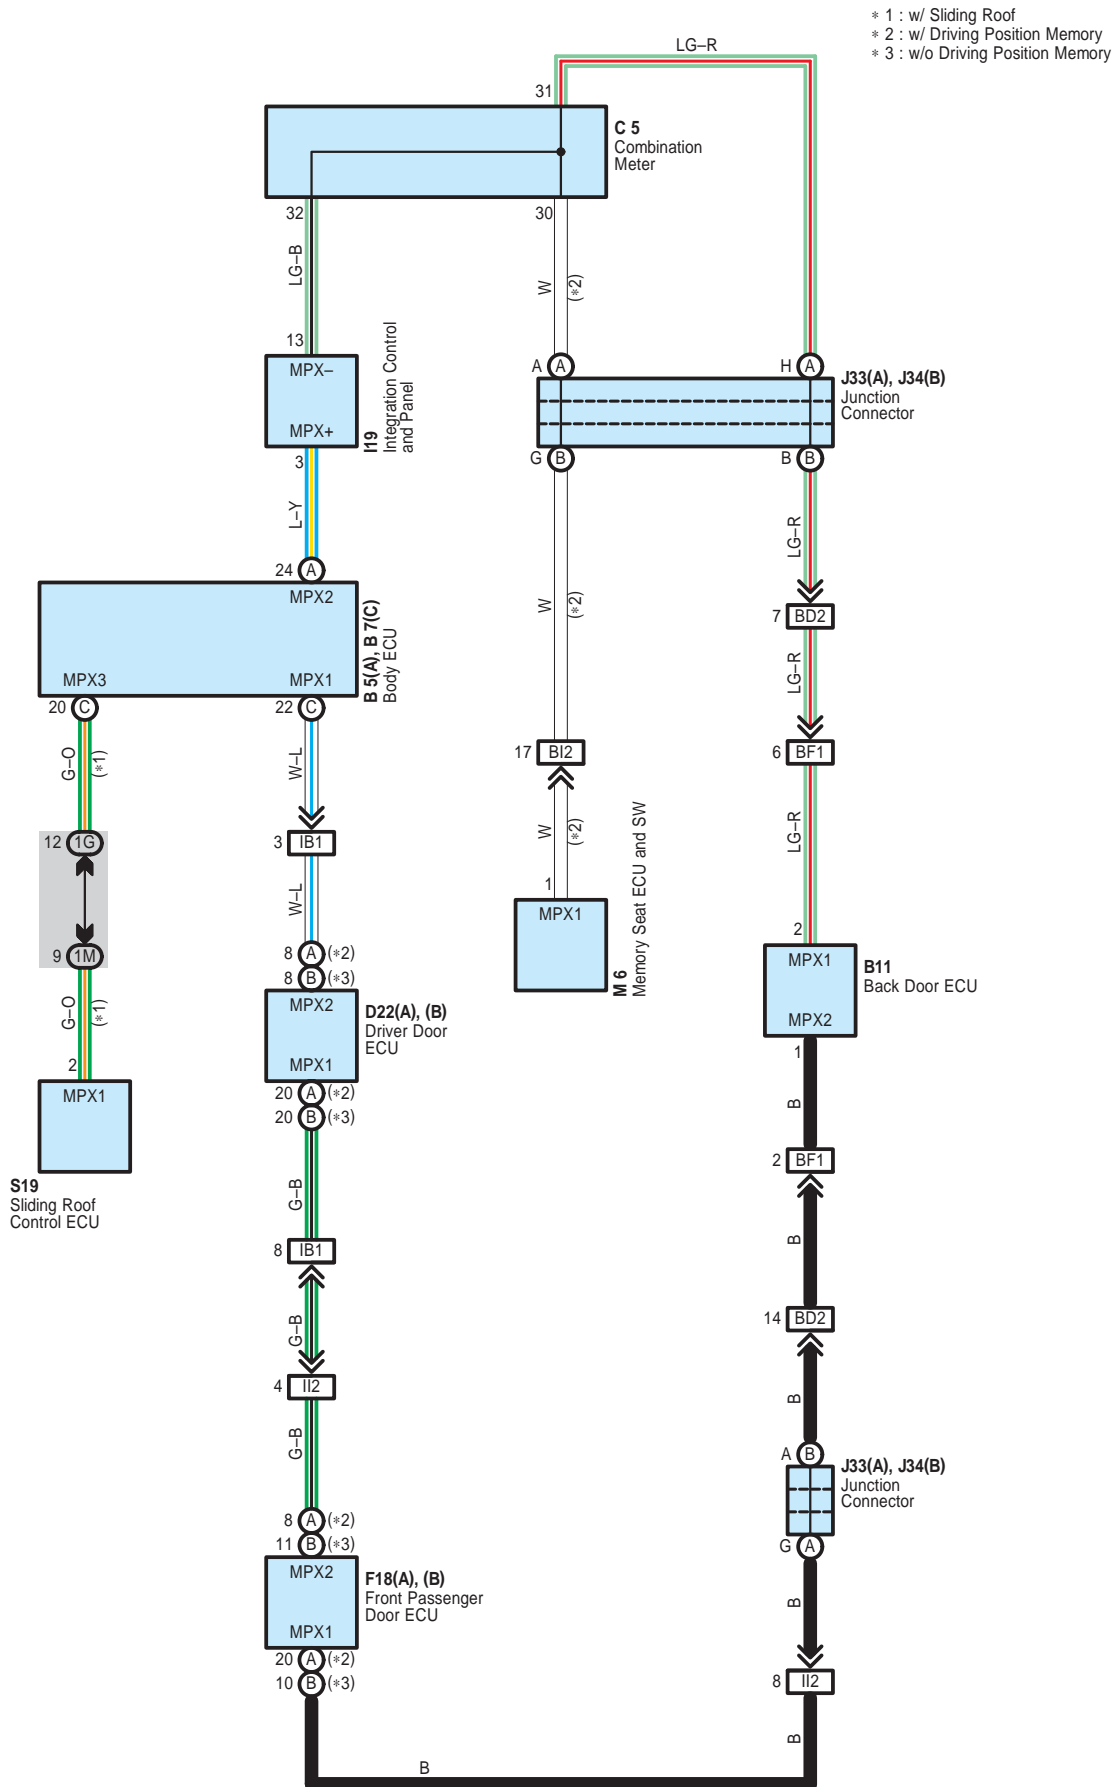 * 1 : w/ Sliding Roof
* 2 : w/ Driving Position Memory
* 3 : w/o Driving Position Memory
LG–R
31
C 5
Combination
Meter
32
30
LG–B
W
(*2)
13
MPX–
MPX+
I19
Integration Control
and Panel
A
A
H
A
J33(A), J34(B)
Junction
Connector
3
G
B
B
B
L–Y
LG–R
24
A
MPX2
MPX3
MPX1
B 5(A), B 7(C)
Body ECU
W
(*2)
7
BD2
LG–R
20
C
22
C
G–O
(*1)
W–L
17
BI2
6
BF1
12
1G
3
IB1
W
(*2)
LG–R
W–L
1
MPX1
M 6
Memory Seat ECU and SW
9
1M
8
A
(*2)
8
B
(*3)
2
MPX1
MPX2
B11
Back Door ECU
G–O
(*1)
MPX2
MPX1
D22(A), (B)
Driver Door
ECU
1
2
MPX1
20
A
(*2)
20
B
(*3)
B
S19
Sliding Roof
Control ECU
G–B
2
BF1
8
IB1
B
G–B
14
BD2
4
II2
B
G–B
A
B
J33(A), J34(B)
Junction
Connector
8
A
(*2)
11
B
(*3)
G
A
MPX2
MPX1
F18(A), (B)
Front Passenger
Door ECU
B
20
A
(*2)
10
B
(*3)
8
II2
B
B